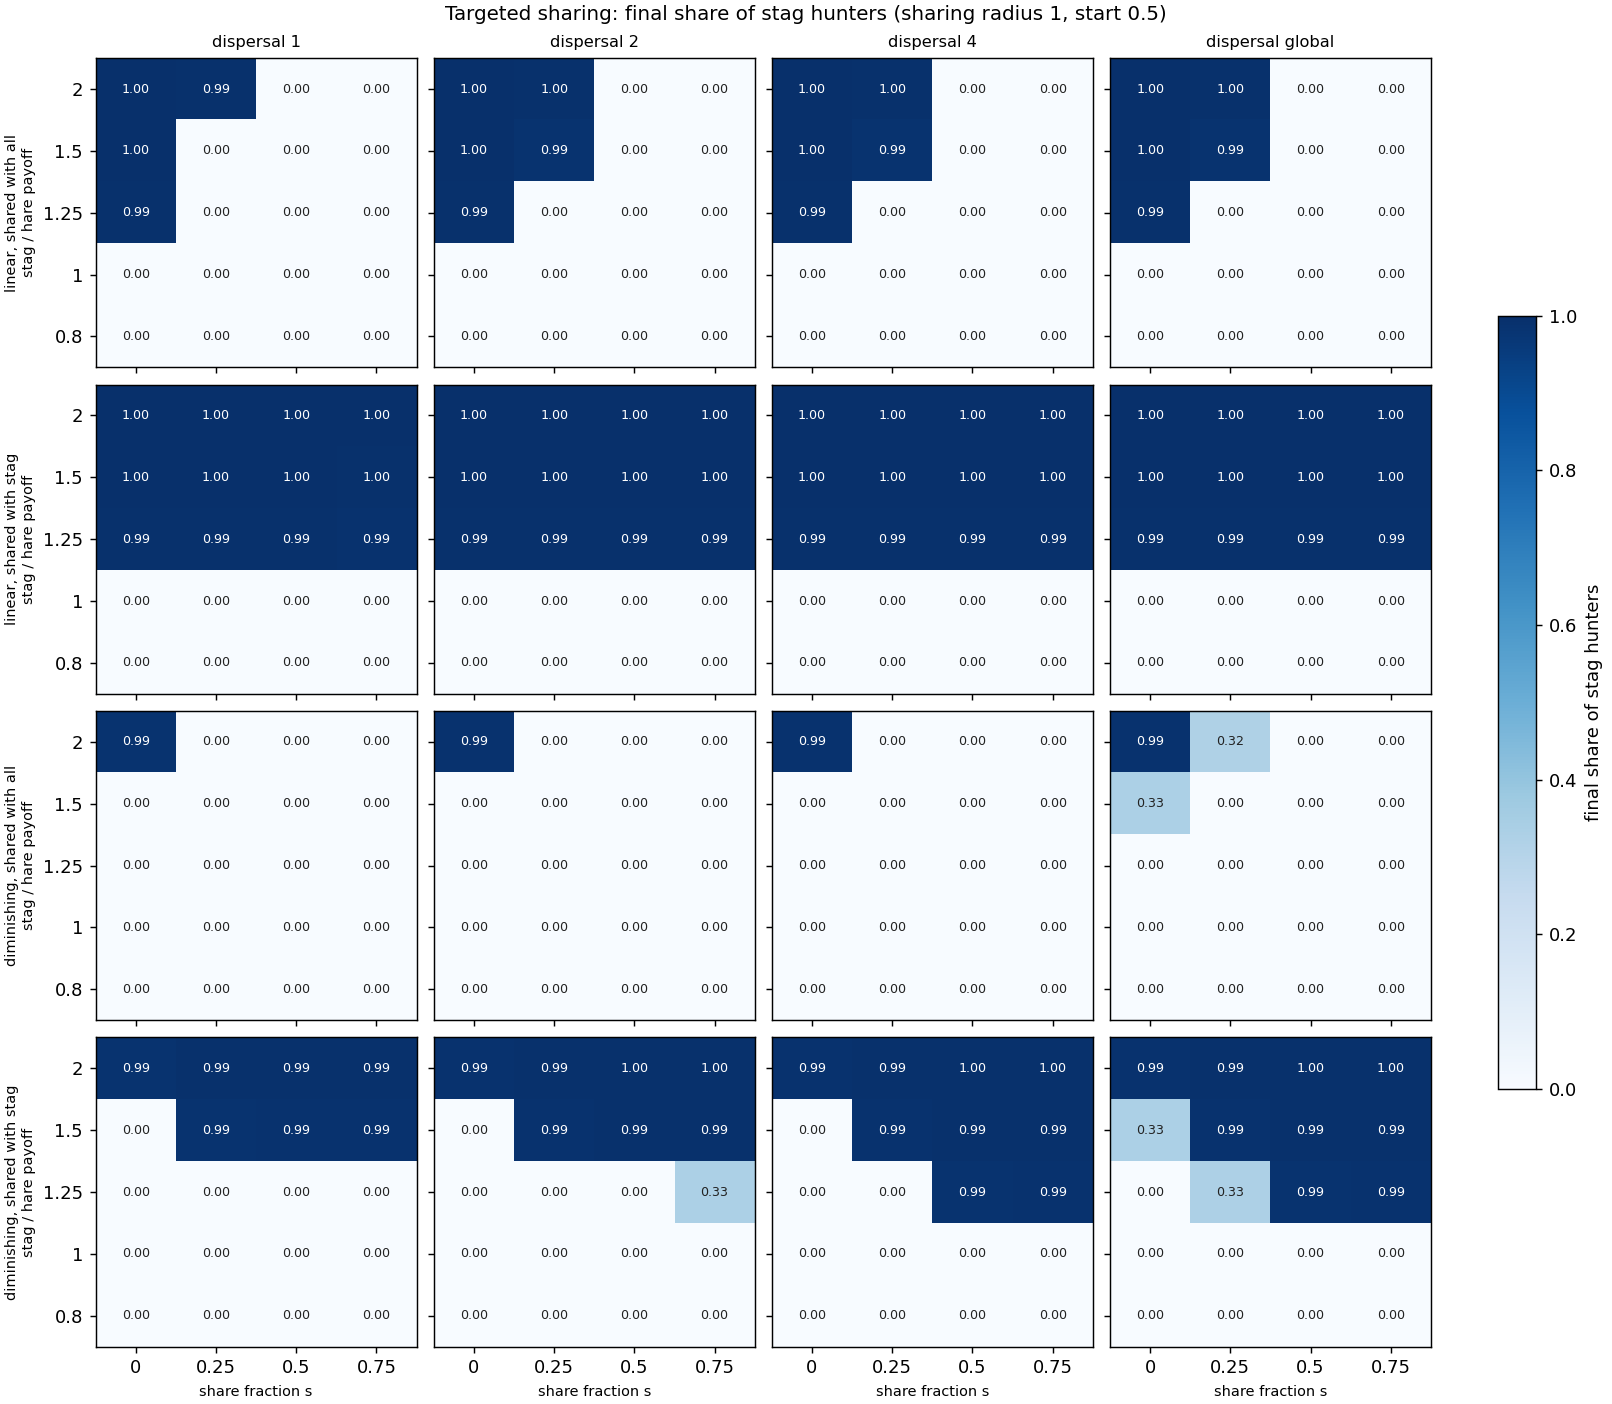 Targeted sharing: final share of stag hunters (sharing radius 1, start 0.5)
dispersal 1 dispersal 2 dispersal 4 dispersal global
linear, shared with all
stag / hare payoff
2 1.00 0.99 0.00 0.00 1.00 1.00 0.00 0.00 1.00 1.00 0.00 0.00 1.00 1.00 0.00 0.00
1.5 1.00 0.00 0.00 0.00 1.00 0.99 0.00 0.00 1.00 0.99 0.00 0.00 1.00 0.99 0.00 0.00
1.25 0.99 0.00 0.00 0.00 0.99 0.00 0.00 0.00 0.99 0.00 0.00 0.00 0.99 0.00 0.00 0.00
1 0.00 0.00 0.00 0.00 0.00 0.00 0.00 0.00 0.00 0.00 0.00 0.00 0.00 0.00 0.00 0.00
0.8 0.00 0.00 0.00 0.00 0.00 0.00 0.00 0.00 0.00 0.00 0.00 0.00 0.00 0.00 0.00 0.00
linear, shared with stag
stag / hare payoff
2 1.00 1.00 1.00 1.00 1.00 1.00 1.00 1.00 1.00 1.00 1.00 1.00 1.00 1.00 1.00 1.00
1.5 1.00 1.00 1.00 1.00 1.00 1.00 1.00 1.00 1.00 1.00 1.00 1.00 1.00 1.00 1.00 1.00
1.25 0.99 0.99 0.99 0.99 0.99 0.99 0.99 0.99 0.99 0.99 0.99 0.99 0.99 0.99 0.99 0.99
1 0.00 0.00 0.00 0.00 0.00 0.00 0.00 0.00 0.00 0.00 0.00 0.00 0.00 0.00 0.00 0.00
0.8 0.00 0.00 0.00 0.00 0.00 0.00 0.00 0.00 0.00 0.00 0.00 0.00 0.00 0.00 0.00 0.00
diminishing, shared with all
stag / hare payoff
2 0.99 0.00 0.00 0.00 0.99 0.00 0.00 0.00 0.99 0.00 0.00 0.00 0.99 0.32 0.00 0.00
1.5 0.00 0.00 0.00 0.00 0.00 0.00 0.00 0.00 0.00 0.00 0.00 0.00 0.33 0.00 0.00 0.00
1.25 0.00 0.00 0.00 0.00 0.00 0.00 0.00 0.00 0.00 0.00 0.00 0.00 0.00 0.00 0.00 0.00
1 0.00 0.00 0.00 0.00 0.00 0.00 0.00 0.00 0.00 0.00 0.00 0.00 0.00 0.00 0.00 0.00
0.8 0.00 0.00 0.00 0.00 0.00 0.00 0.00 0.00 0.00 0.00 0.00 0.00 0.00 0.00 0.00 0.00
diminishing, shared with stag
stag / hare payoff
2 0.99 0.99 0.99 0.99 0.99 0.99 1.00 1.00 0.99 0.99 1.00 1.00 0.99 0.99 1.00 1.00
1.5 0.00 0.99 0.99 0.99 0.00 0.99 0.99 0.99 0.00 0.99 0.99 0.99 0.33 0.99 0.99 0.99
1.25 0.00 0.00 0.00 0.00 0.00 0.00 0.00 0.33 0.00 0.00 0.99 0.99 0.00 0.33 0.99 0.99
1 0.00 0.00 0.00 0.00 0.00 0.00 0.00 0.00 0.00 0.00 0.00 0.00 0.00 0.00 0.00 0.00
0.8 0.00 0.00 0.00 0.00 0.00 0.00 0.00 0.00 0.00 0.00 0.00 0.00 0.00 0.00 0.00 0.00
0 0.25 0.5 0.75 0 0.25 0.5 0.75 0 0.25 0.5 0.75 0 0.25 0.5 0.75
share fraction s share fraction s share fraction s share fraction s
1.0
0.8
0.6
0.4
0.2
0.0
final share of stag hunters